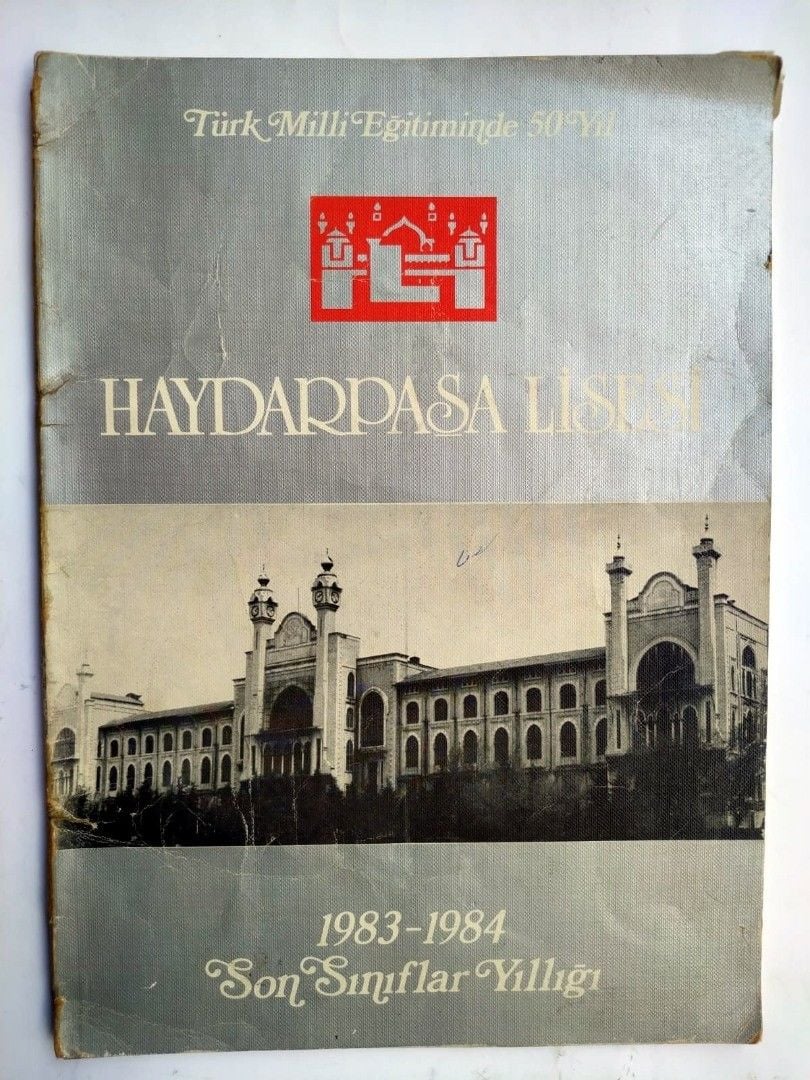 Türk Milli Eğitiminde 50 Yıl
HAYDARPAŞA LİSESİ
1983-1984
Son Sınıflar Yıllığı